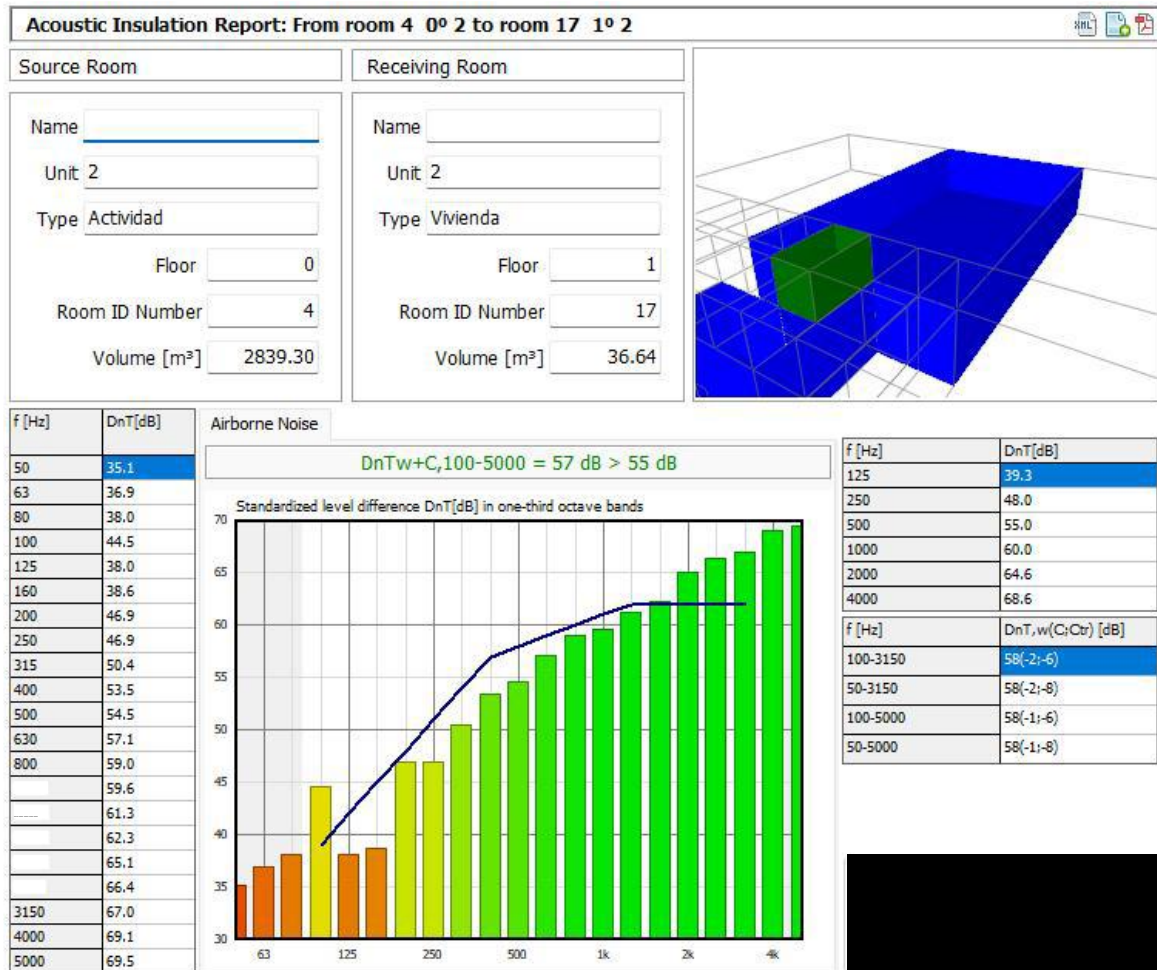 Acoustic Insulation Report: From room 4 0º 2 to room 17 1º 2
XML
Source Room
Name
Unit 2
Type Actividad
Floor 0
Room ID Number 4
Volume [m³] 2839.30
Receiving Room
Name
Unit 2
Type Vivienda
Floor 1
Room ID Number 17
Volume [m³] 36.64
f [Hz] DnT[dB]
50 35.1
63 36.9
80 38.0
100 44.5
125 38.0
160 38.6
200 46.9
250 46.9
315 50.4
400 53.5
500 54.5
630 57.1
800 59.0
59.6
61.3
62.3
65.1
66.4
3150 67.0
4000 69.1
5000 69.5
Airborne Noise
DnTw+C,100-5000 = 57 dB > 55 dB
Standardized level difference DnT[dB] in one-third octave bands
70
65
60
55
50
45
40
35
30
63 125 250 500 1k 2k 4k
f [Hz] DnT[dB]
125 39.3
250 48.0
500 55.0
1000 60.0
2000 64.6
4000 68.6
f [Hz] DnT,w(C;Ctr) [dB]
100-3150 58(-2;-6)
50-3150 58(-2;-8)
100-5000 58(-1;-6)
50-5000 58(-1;-8)